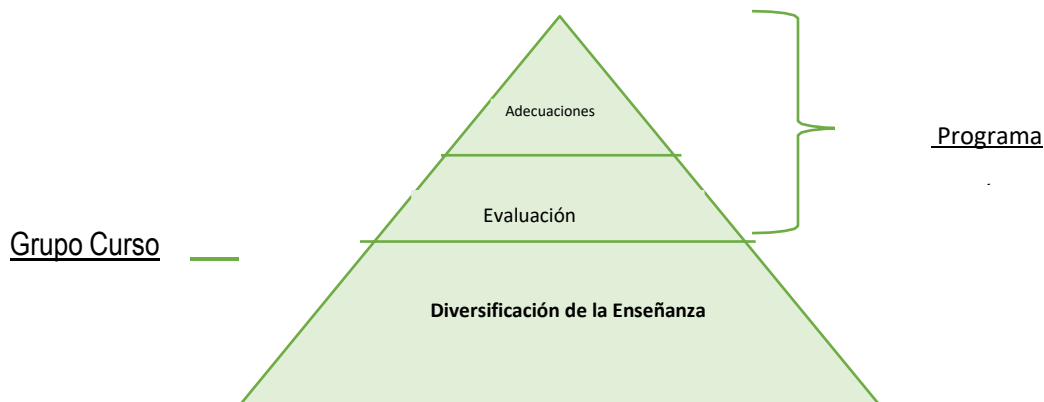 Adecuaciones
Programa
Evaluación
Grupo Curso
Diversificación de la Enseñanza